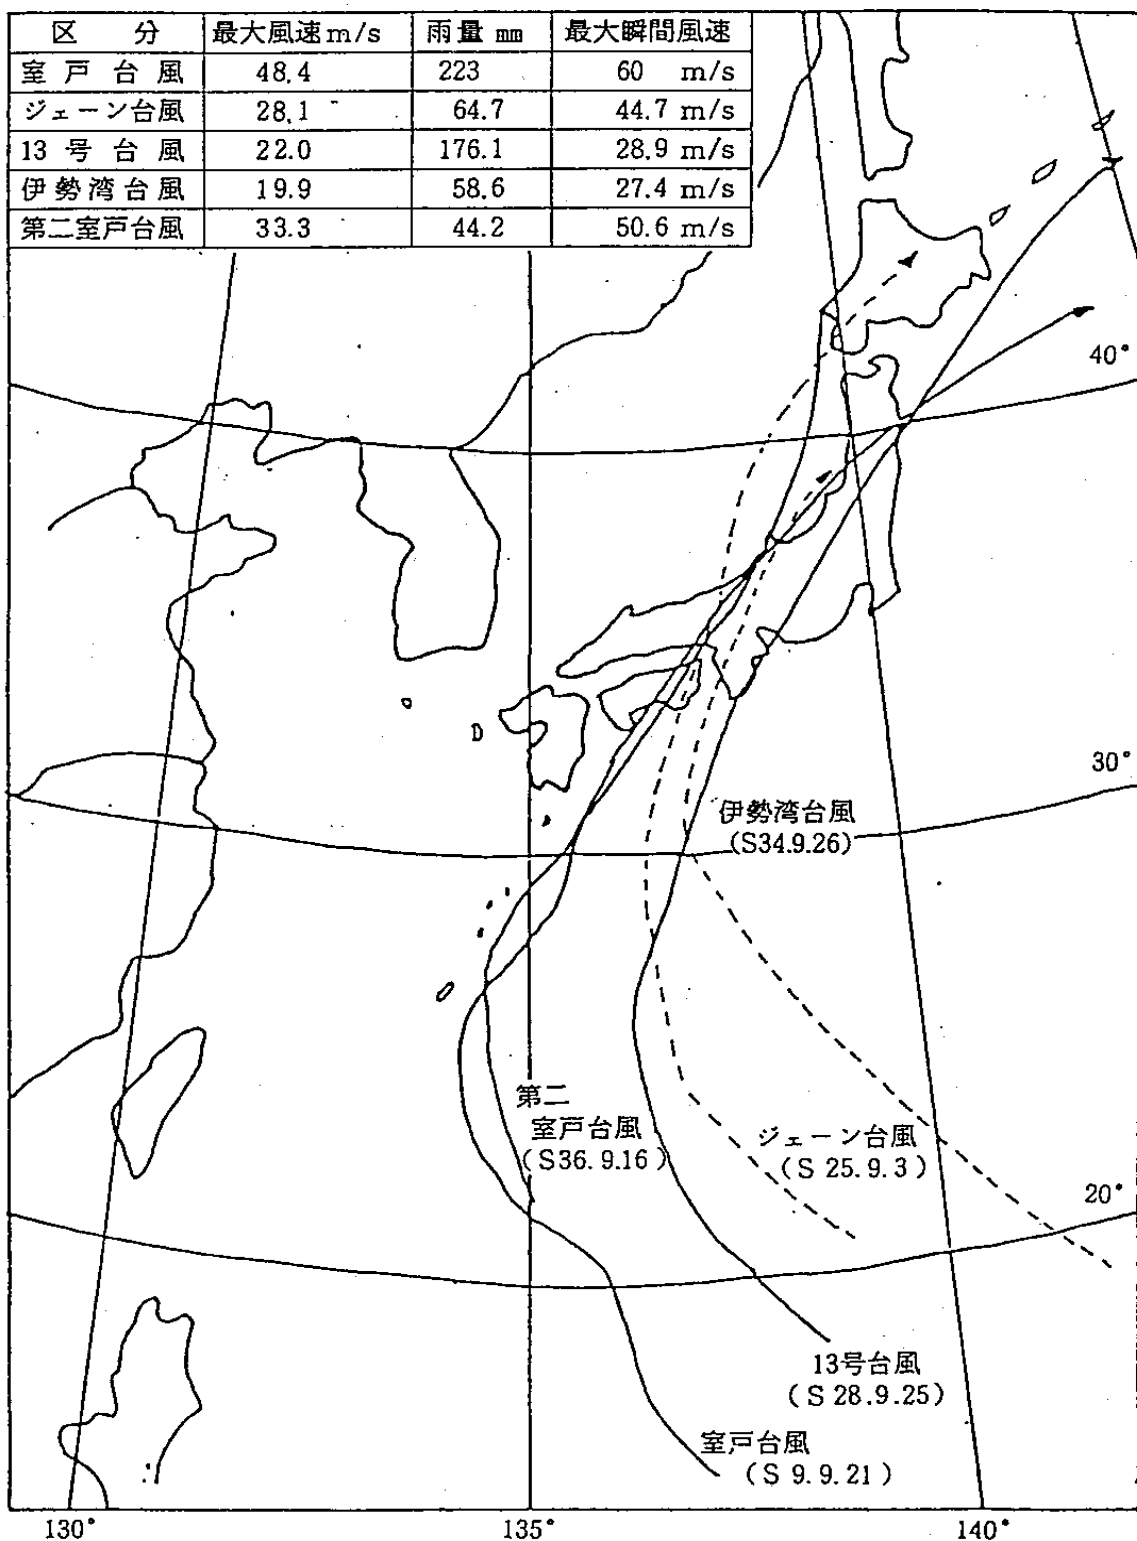 区 分 最大風速m/s 雨量 mm 最大瞬間風速
室戸台風 48.4 223 60 m/s
ジェーン台風 28.1 64.7 44.7 m/s
13号台風 22.0 176.1 28.9 m/s
伊勢湾台風 19.9 58.6 27.4 m/s
第二室戸台風 33.3 44.2 50.6 m/s
40°
30°
伊勢湾台風
(S34.9.26)
第二
室戸台風
(S36.9.16)
ジェーン台風
(S 25.9.3)
20°
13号台風
(S 28.9.25)
室戸台風
(S 9.9.21)
130° 135° 140°